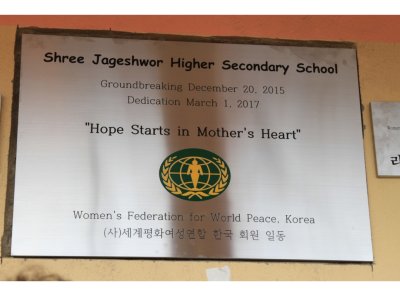 Shree Jageshwor Higher Secondary School
Groundbreaking December 20, 2015
Dedication March 1, 2017
"Hope Starts in Mother's Heart"
Women's Federation for World Peace, Korea
(사)세계평화여성연합 한국 회원 일동